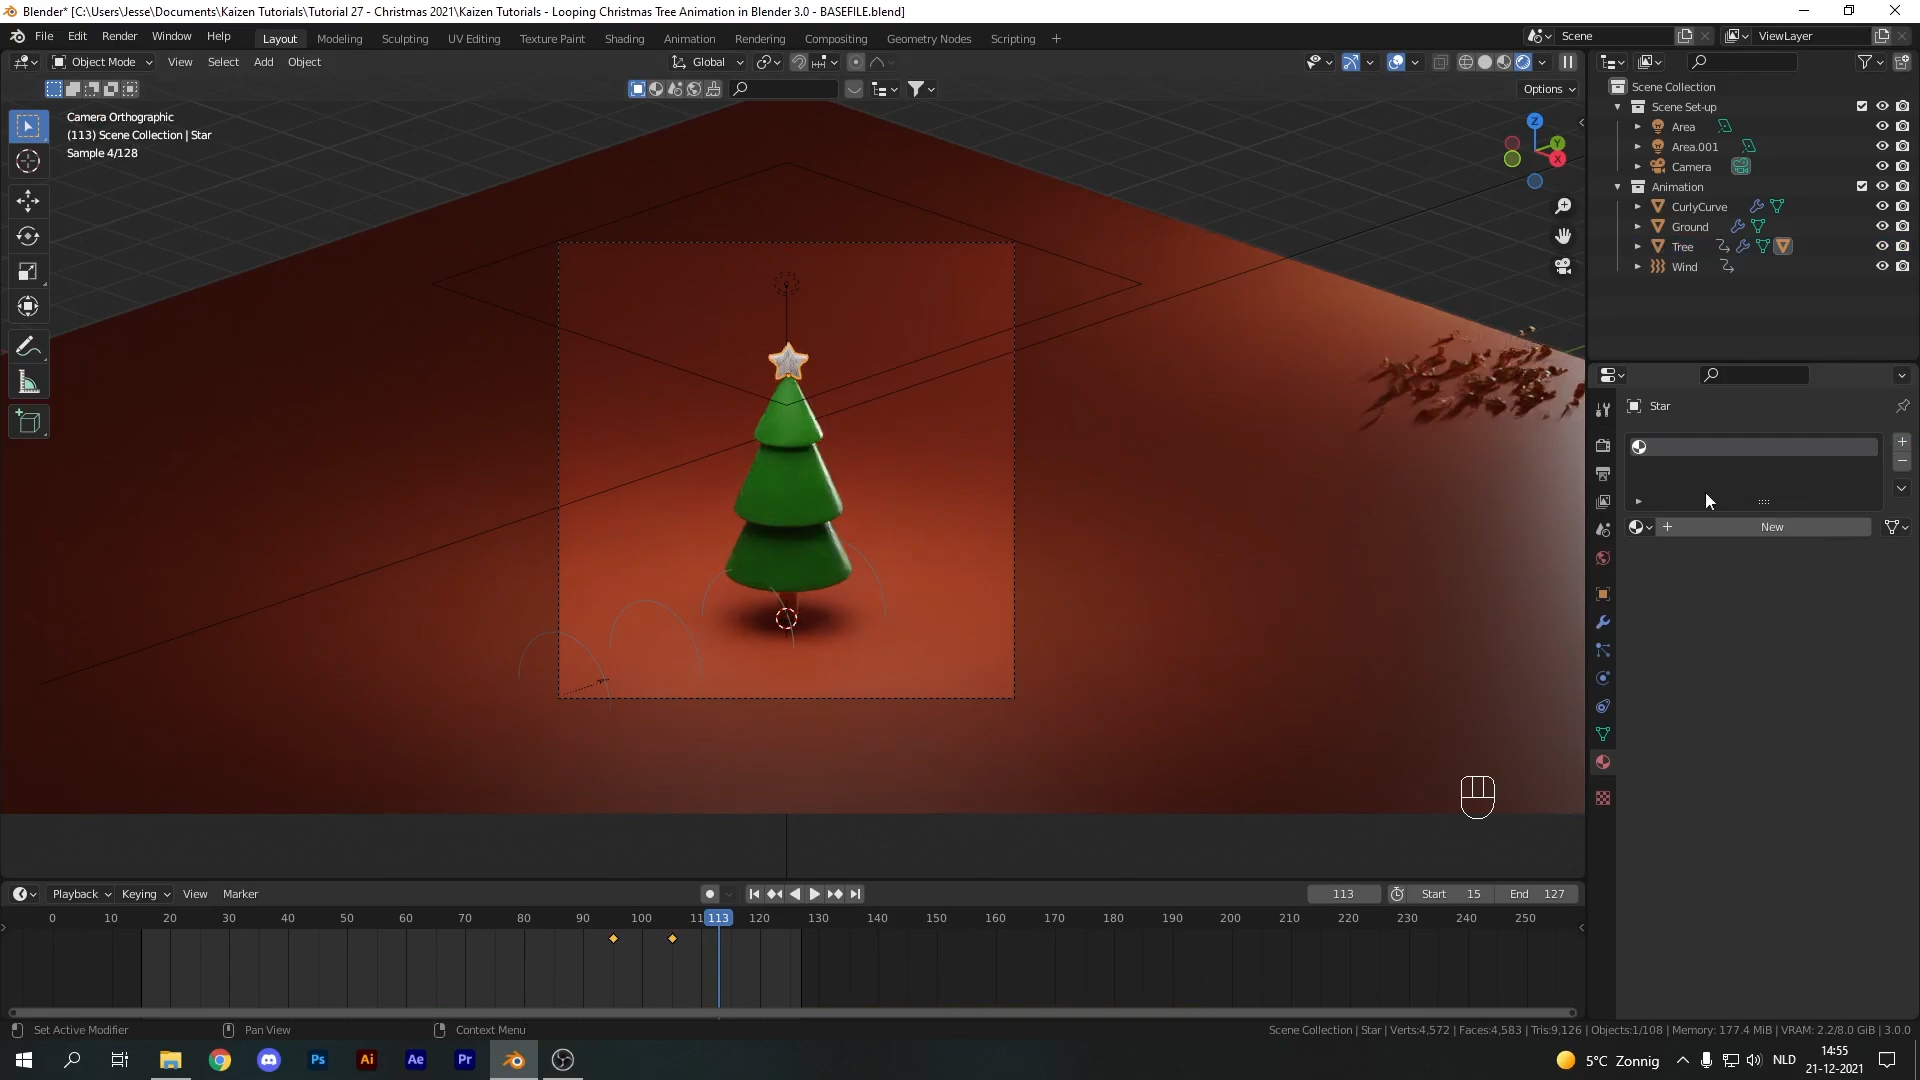 Blender* [C:\Users\Jesse\Documents\Kaizen Tutorials\Tutorial 27 - Christmas 2021\Kaizen Tutorials - Looping Christmas Tree Animation in Blender 3.0 - BASEFILE.blend]
File Edit Render Window Help Layout Modeling Sculpting UV Editing Texture Paint Shading Animation Rendering Compositing Geometry Nodes Scripting + Scene ViewLayer
Object Mode View Select Add Object Global
Options
Camera Orthographic
(113) Scene Collection | Star
Sample 4/128
Z
Y
X
Scene Collection
Scene Set-up
Area
Area.001
Camera
Animation
CurlyCurve
Ground
Tree
Wind
Star
New
Playback Keying View Marker 113 Start 15 End 127
0 10 20 30 40 50 60 70 80 90 100 11 113 120 130 140 150 160 170 180 190 200 210 220 230 240 250
Set Active Modifier Pan View Context Menu Scene Collection | Star | Verts:4,572 | Faces:4,583 | Tris:9,126 | Objects:1/108 | Memory: 177.4 MiB | VRAM: 2.2/8.0 GiB | 3.0.0
Ps Ai Ae Pr 5°C Zonnig NLD 14:55
21-12-2021